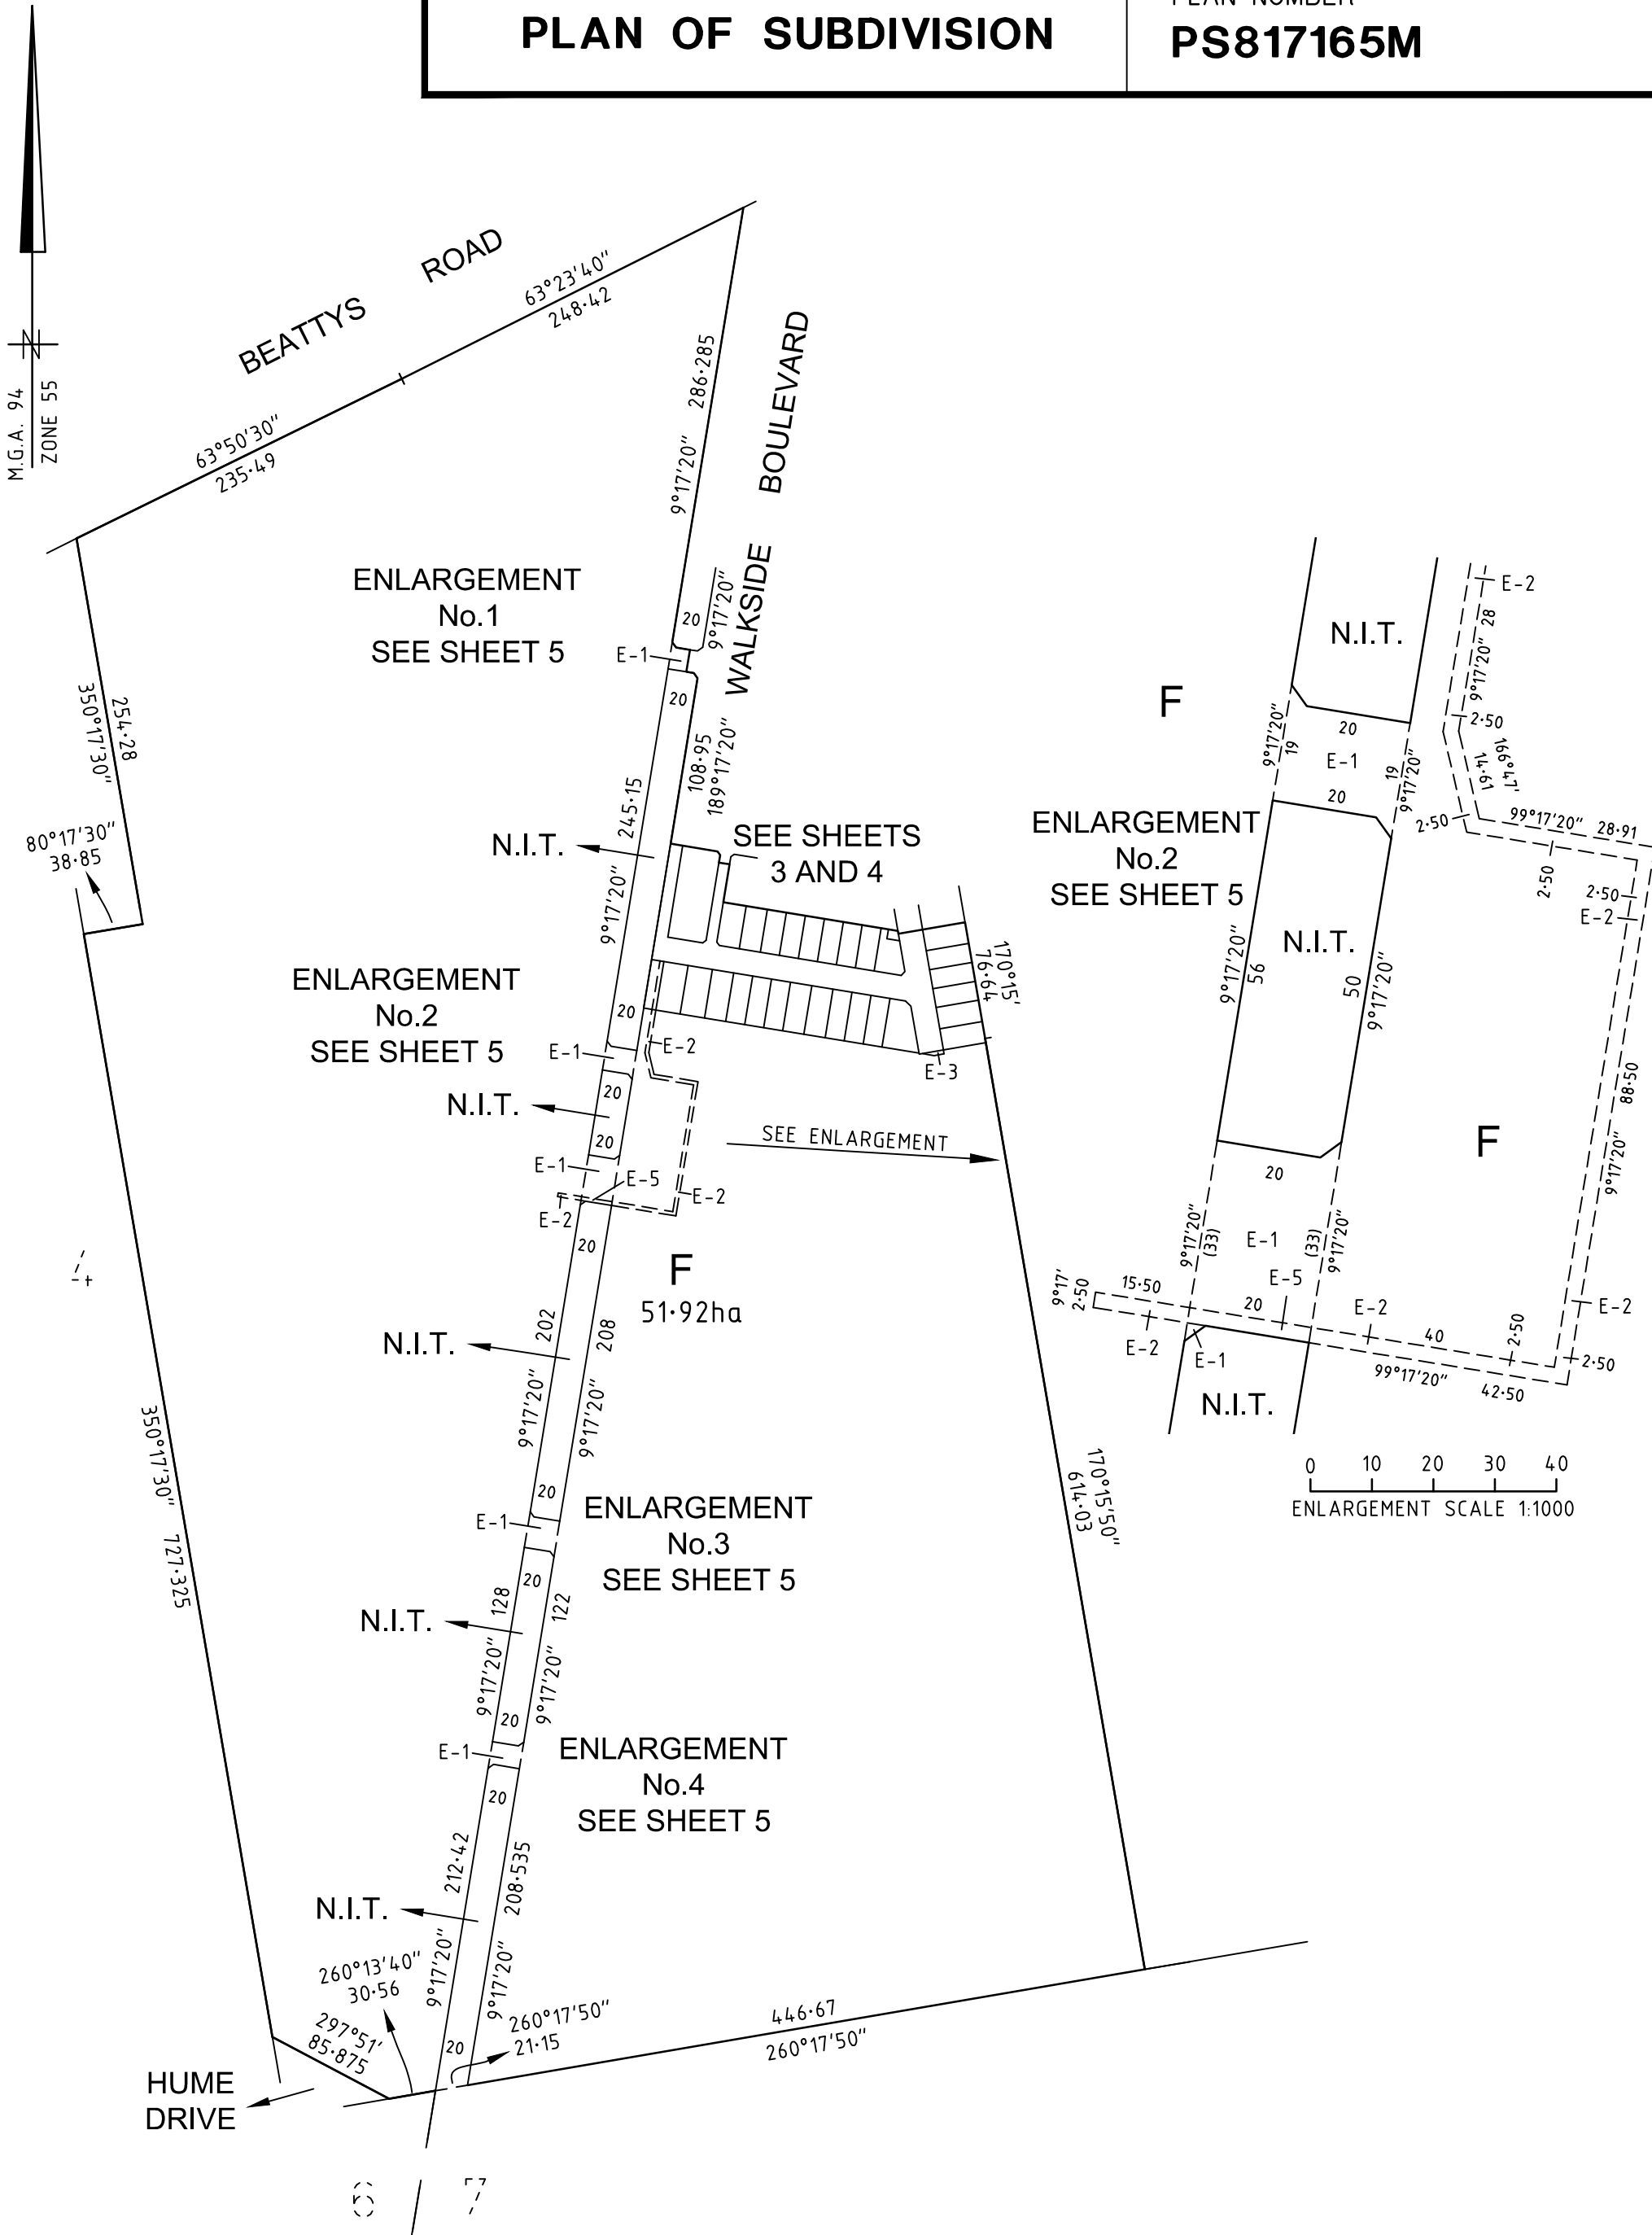 PLAN OF SUBDIVISION
PS817165M
M.G.A. 94
ZONE 55
N
BEATTYS ROAD
63°23'40"
248·42
63°50'30"
235·49
9°17'20" 286·285
WALKSIDE BOULEVARD
ENLARGEMENT
No.1
SEE SHEET 5
20
9°17'20"
E-1
20
254·28
350°17'30"
108·95
189°17'20"
9°17'20" 245·15
80°17'30"
38·85
N.I.T.
SEE SHEETS
3 AND 4
170°15'
76·64
ENLARGEMENT
No.2
SEE SHEET 5
20
E-1
E-2
E-3
20
N.I.T.
20
SEE ENLARGEMENT
E-1
E-5
E-2
E-2
20
F
51·92ha
4
N.I.T.
9°17'20" 202
9°17'20" 208
20
E-1
ENLARGEMENT
No.3
SEE SHEET 5
170°15'50"
614·03
350°17'30" 727·325
20
N.I.T.
9°17'20" 128
9°17'20" 122
20
E-1
ENLARGEMENT
No.4
SEE SHEET 5
20
9°17'20" 212·42
9°17'20" 208·535
N.I.T.
260°13'40"
30·56
297°51'
85·875
20
260°17'50"
21·15
446·67
260°17'50"
HUME
DRIVE
6 7
N.I.T.
E-2
9°17'20" 28
F
2·50
20
9°17'20"
19
E-1
19
9°17'20"
166°47'
14·61
20
2·50
99°17'20" 28·91
ENLARGEMENT
No.2
SEE SHEET 5
2·50
2·50
E-2
N.I.T.
9°17'20"
56
50
9°17'20"
88·50
9°17'20"
F
20
9°17'20"
(33)
E-1
(33)
9°17'20"
9°17'
2·50
15·50
E-5
20
E-2
E-2
E-2
E-1
40
2·50
2·50
99°17'20" 42·50
N.I.T.
0 10 20 30 40
ENLARGEMENT SCALE 1:1000